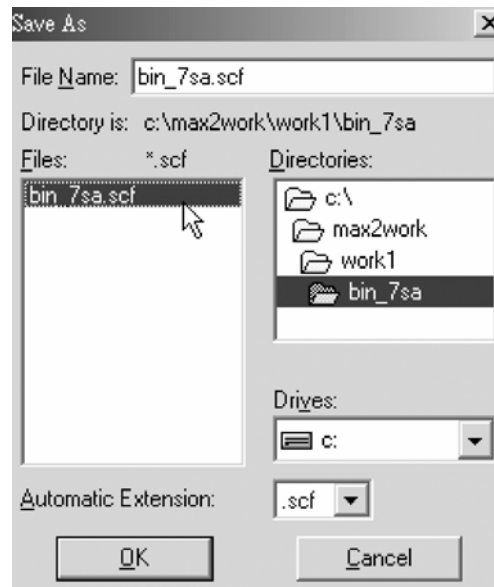 Save As
File Name: bin_7sa.scf
Directory is: c:\max2work\work1\bin_7sa
Files: *.scf
bin_7sa.scf
Directories:
c:\
max2work
work1
bin_7sa
Drives:
c:
Automatic Extension: .scf
OK Cancel